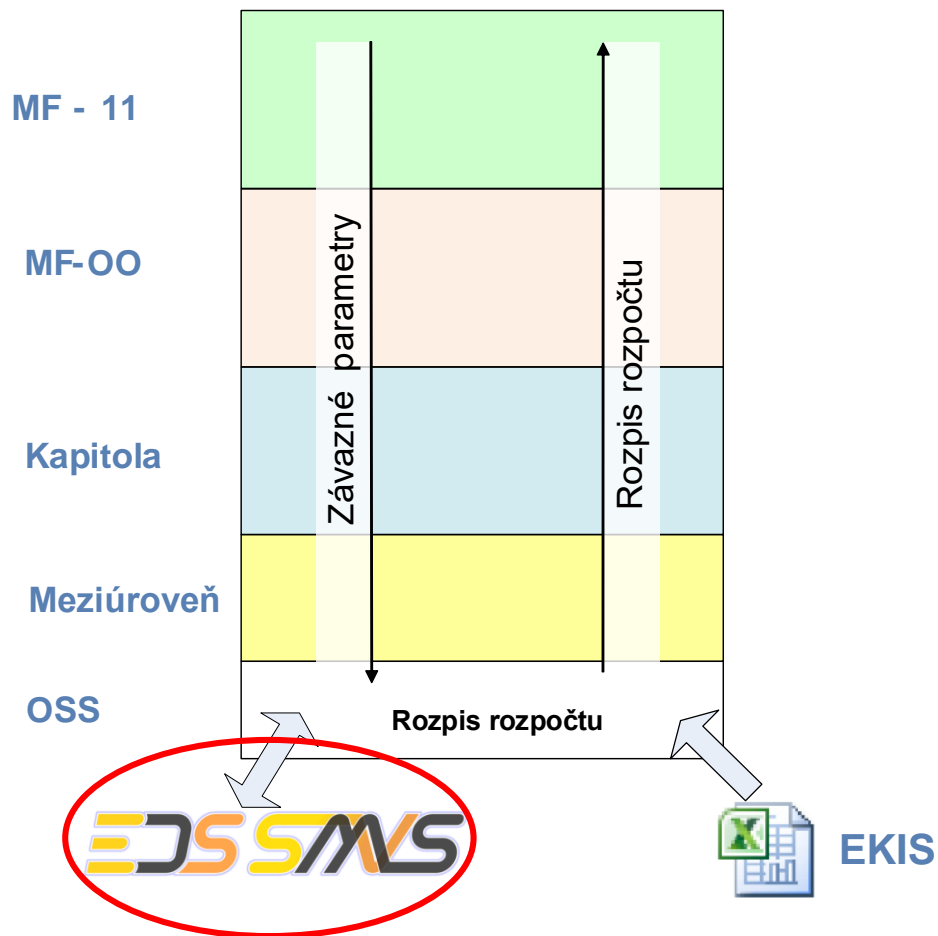 MF - 11
MF-OO
Kapitola
Meziúroveň
OSS
Závazné parametry
Rozpis rozpočtu
Rozpis rozpočtu
EDS SMVS
EKIS